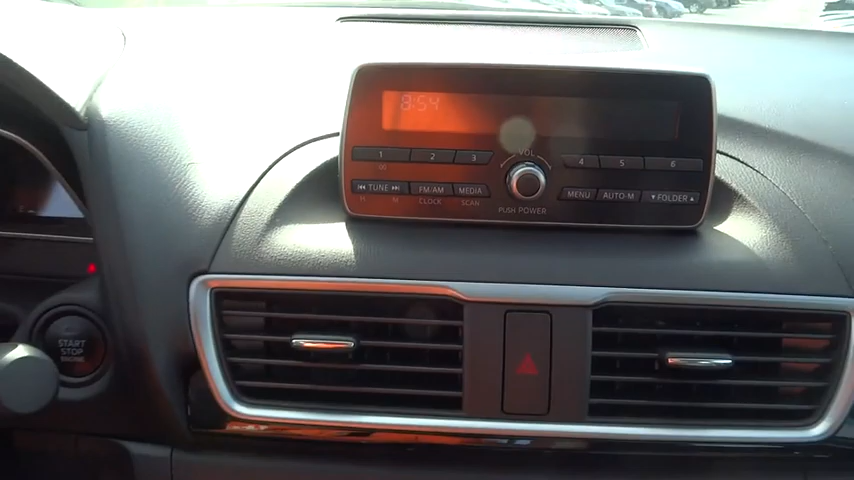 8:54
VOL
1 2 3 4 5 6
TUNE FM/AM MEDIA MENU AUTO-M FOLDER
CLOCK SCAN PUSH POWER
START
STOP
ENGINE